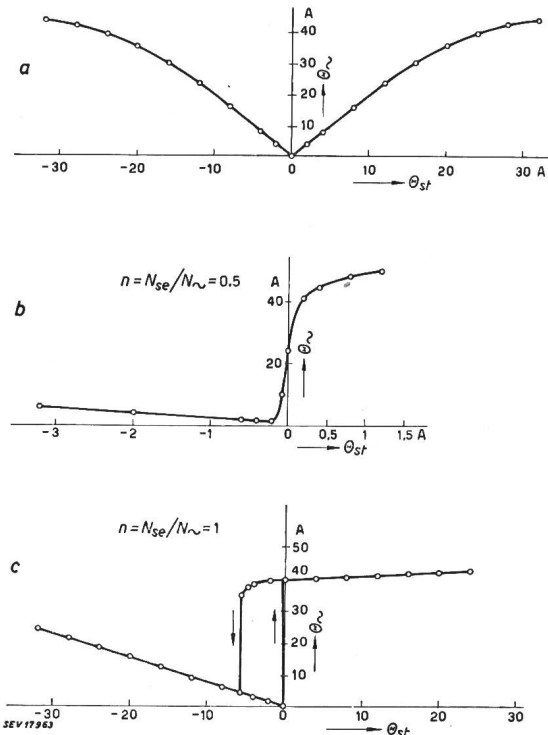 a
A
40
30
20
10
Θ~
-30 -20 -10 0 10 20 30 A
Θst
b
n = Nse/N~ = 0.5
A
40
20
Θ~
-3 -2 -1 0 0,5 1 1,5 A
Θst
c
n = Nse/N~ = 1
A
50
40
30
20
10
Θ~
-30 -20 -10 0 10 20 30
Θst
SEV17963